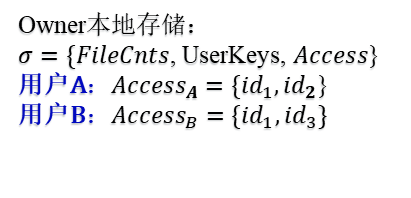 Owner本地存储：
σ = {FileCnts, UserKeys, Access}
用户A：Access_A = {id_1, id_2}
用户B：Access_B = {id_1, id_3}